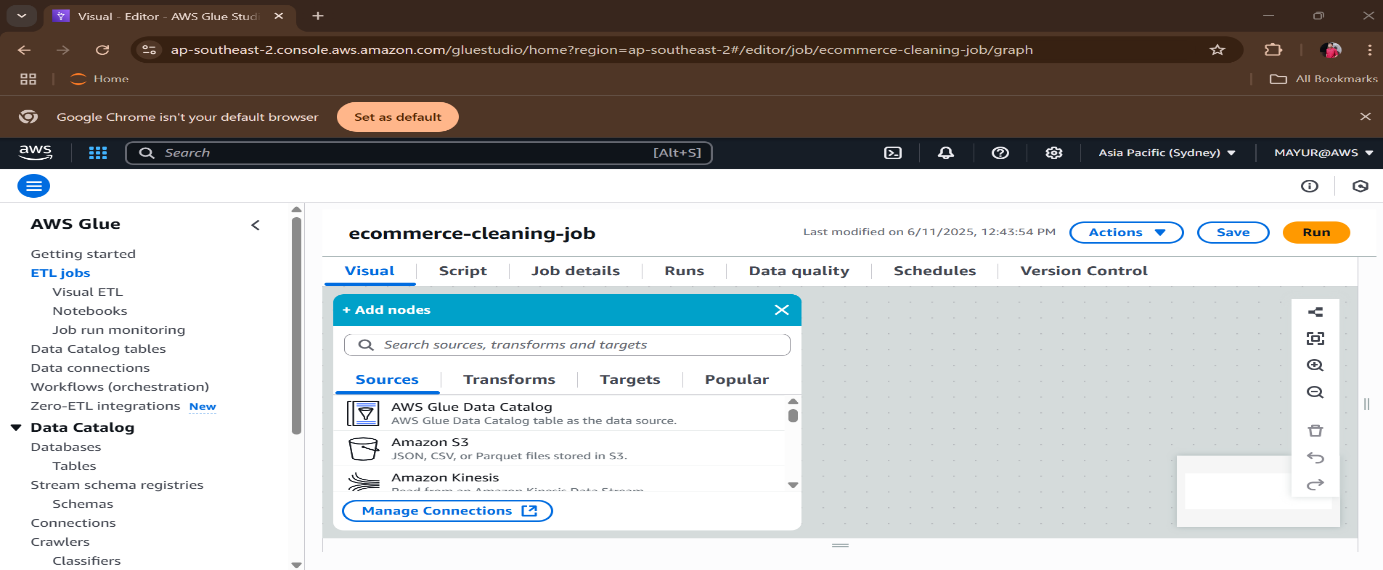 Visual - Editor - AWS Glue Studi
ap-southeast-2.console.aws.amazon.com/gluestudio/home?region=ap-southeast-2#/editor/job/ecommerce-cleaning-job/graph
Home
All Bookmarks
Google Chrome isn't your default browser
Set as default
aws
Search
[Alt+S]
Asia Pacific (Sydney)
MAYUR@AWS
AWS Glue
Getting started
ETL jobs
Visual ETL
Notebooks
Job run monitoring
Data Catalog tables
Data connections
Workflows (orchestration)
Zero-ETL integrations New
Data Catalog
Databases
Tables
Stream schema registries
Schemas
Connections
Crawlers
Classifiers
ecommerce-cleaning-job
Last modified on 6/11/2025, 12:43:54 PM
Actions
Save
Run
Visual
Script
Job details
Runs
Data quality
Schedules
Version Control
+ Add nodes
Search sources, transforms and targets
Sources
Transforms
Targets
Popular
AWS Glue Data Catalog
AWS Glue Data Catalog table as the data source.
Amazon S3
JSON, CSV, or Parquet files stored in S3.
Amazon Kinesis
Read from an Amazon Kinesis Data Stream.
Manage Connections